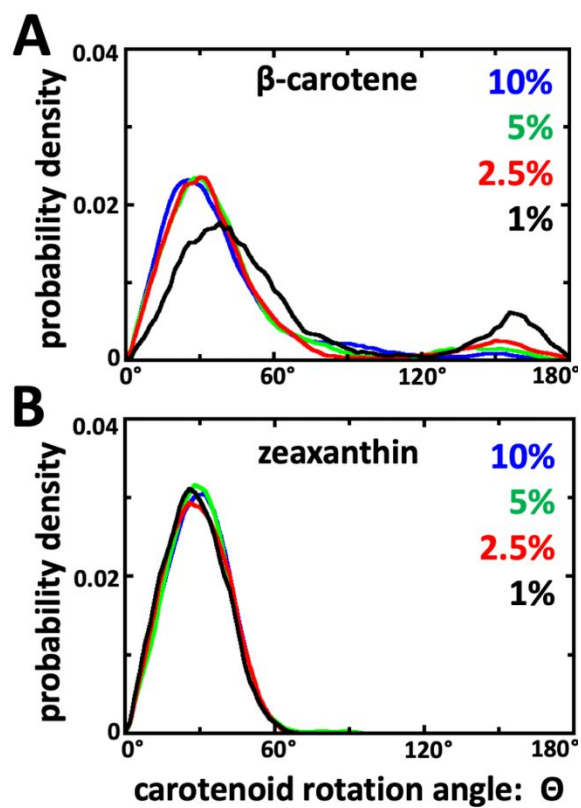 A
0.04
β-carotene
10%
5%
2.5%
1%
probability density
0.02
0
0° 60° 120° 180°
B
0.04
zeaxanthin
10%
5%
2.5%
1%
probability density
0.02
0
0° 60° 120° 180°
carotenoid rotation angle: Θ